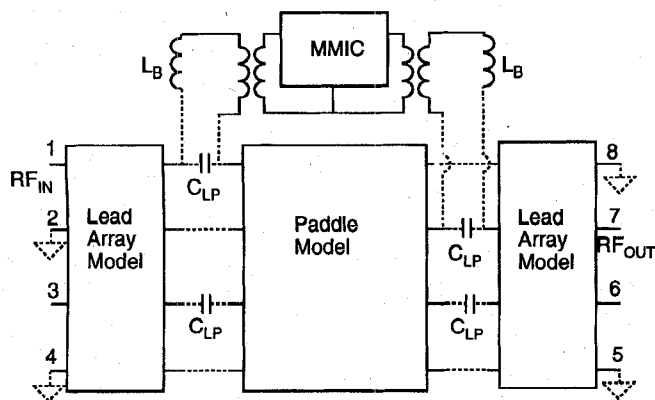 MMIC
L_B
L_B
1
8
RF_IN
C_LP
2
Lead
Array
Model
Paddle
Model
C_LP
Lead
Array
Model
7
RF_OUT
3
C_LP
C_LP
6
4
5